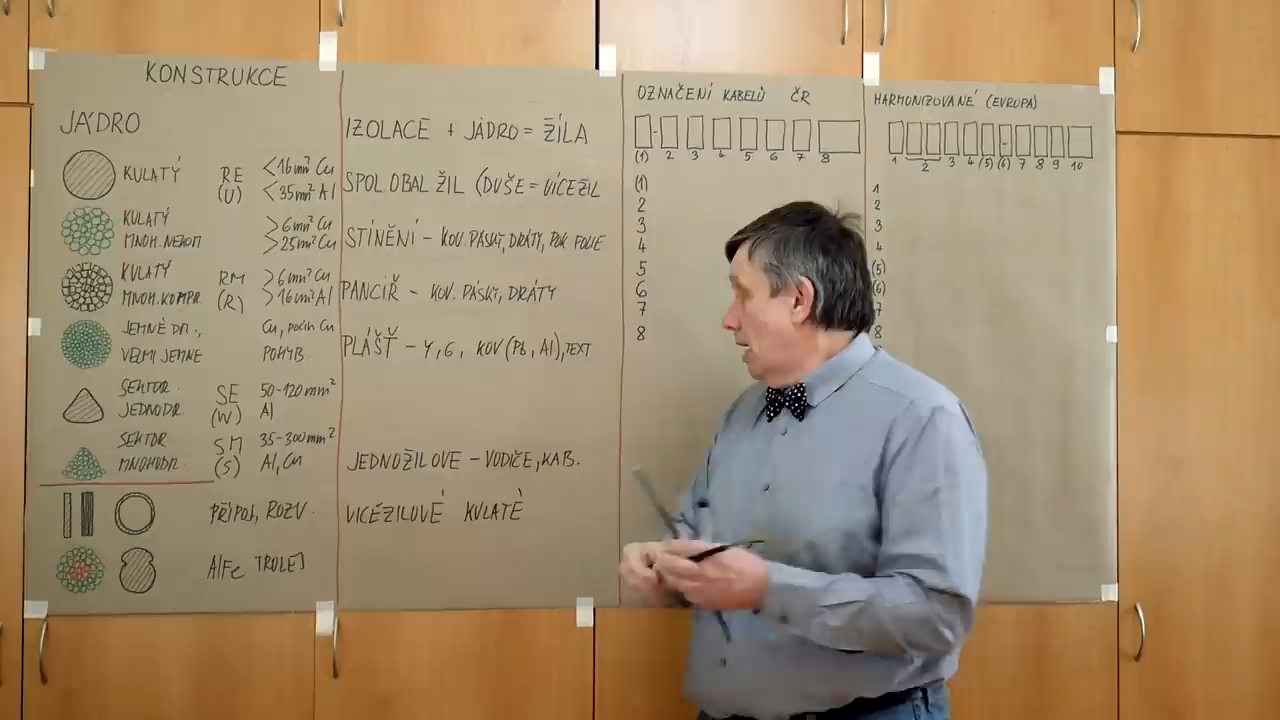 KONSTRUKCE
JÁDRO
KULATÝ RE <16mm² Cu
(U) <35mm² Al
KULATÝ >6mm² Cu
MNOH.NEKOM >25mm² Cu
KULATÝ RM >6mm² Cu
MNOH.KOMPR. (R) >16mm² Al
JEMNĚ DR., Cu, pocín Cu
VELMI JEMNE POHYB.
SEKTOR. SE 50-120mm²
JEDNODR. (W) Al
SEKTOR SM 35-300mm²
MNOHODR. (S) Al, Cu
PŘÍPOJ, ROZV.
AlFe TROLEJ
IZOLACE + JÁDRO = ŽÍLA
SPOL OBAL ŽIL (DUŠE = VÍCEŽIL
STÍNĚNÍ - KOV. PÁSKY, DRÁTY, POK FOLIE
PANCÍŘ - KOV. PÁSKY, DRÁTY
PLÁŠŤ - Y, G, KOV (Pb, Al), TEXT
JEDNOŽILOVÉ - VODIČE, KAB.
VÍCEŽILOVÉ KULATÉ
OZNAČENÍ KABELŮ ČR
(1) 2 3 4 5 6 7 8
(1)
2
3
4
5
6
7
8
HARMONIZOVANÉ (EVROPA)
1 2 3 4 (5) (6) 7 8 9 10
1
2
3
4
(5)
(6)
7
8